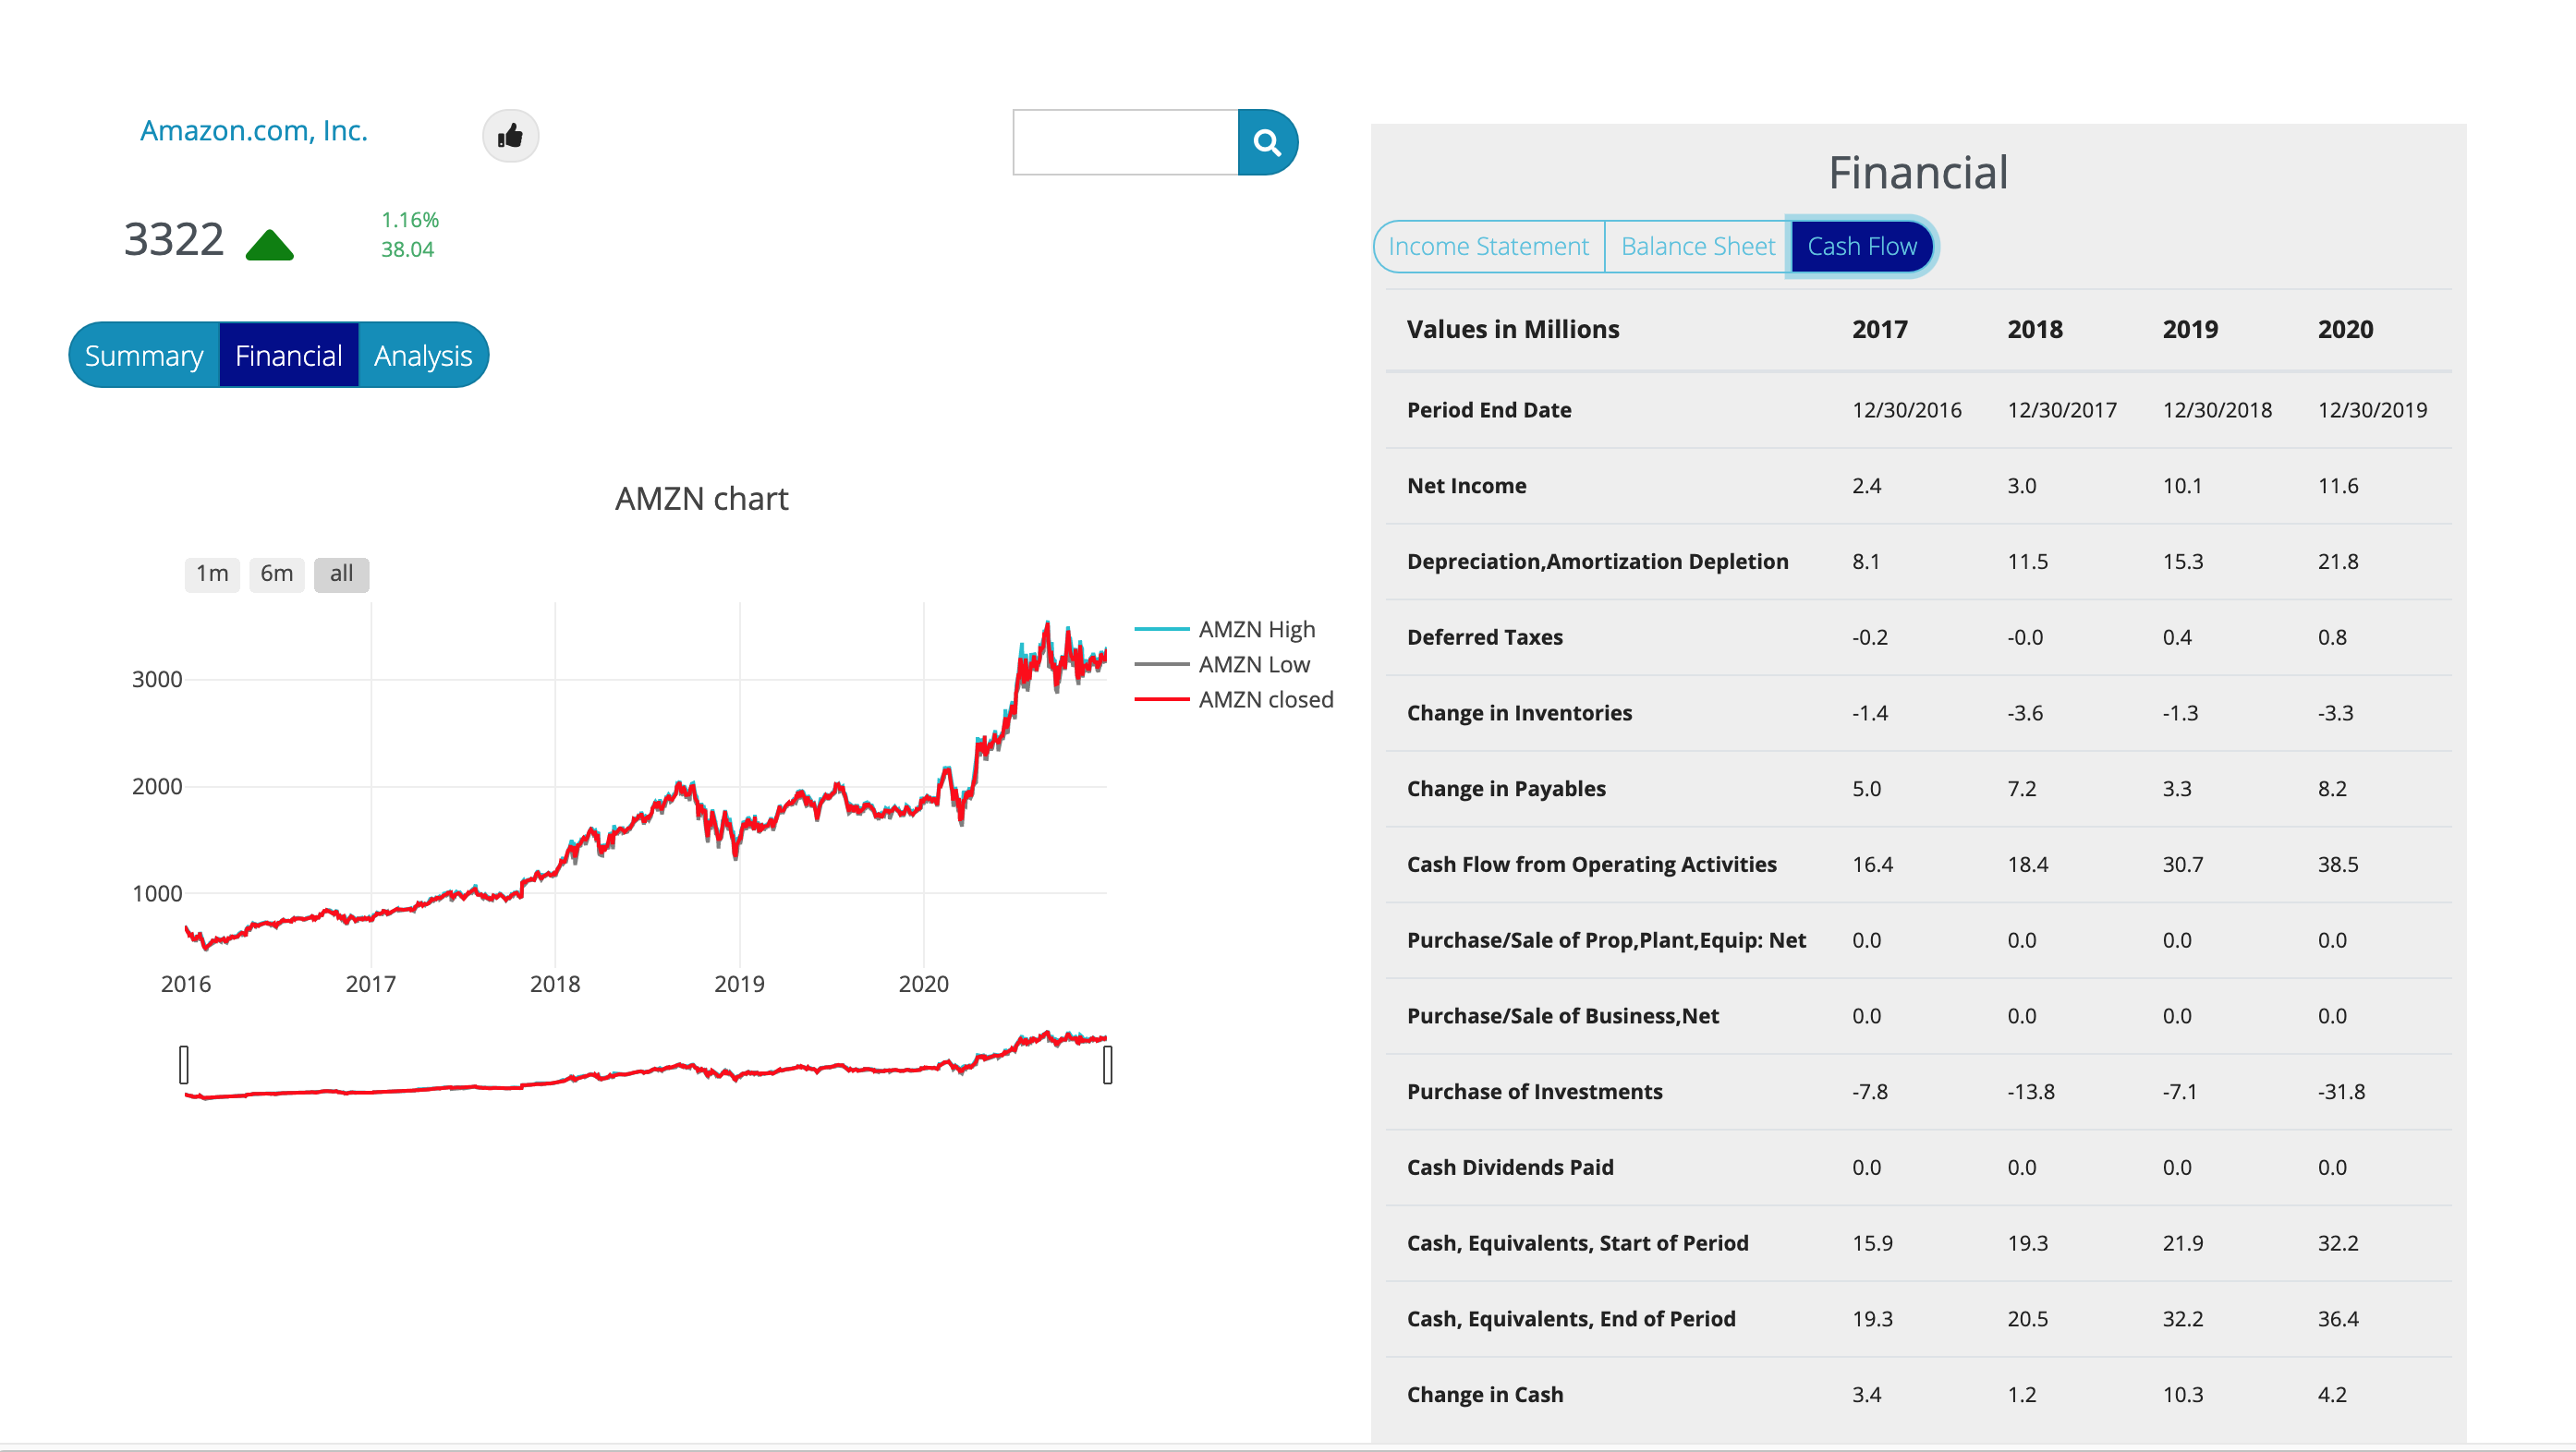 Amazon.com, Inc.
3322
1.16%
38.04
Summary Financial Analysis
AMZN chart
1m 6m all
AMZN High
AMZN Low
AMZN closed
3000
2000
1000
2016 2017 2018 2019 2020
Financial
Income Statement Balance Sheet Cash Flow
Values in Millions 2017 2018 2019 2020
Period End Date 12/30/2016 12/30/2017 12/30/2018 12/30/2019
Net Income 2.4 3.0 10.1 11.6
Depreciation,Amortization Depletion 8.1 11.5 15.3 21.8
Deferred Taxes -0.2 -0.0 0.4 0.8
Change in Inventories -1.4 -3.6 -1.3 -3.3
Change in Payables 5.0 7.2 3.3 8.2
Cash Flow from Operating Activities 16.4 18.4 30.7 38.5
Purchase/Sale of Prop,Plant,Equip: Net 0.0 0.0 0.0 0.0
Purchase/Sale of Business,Net 0.0 0.0 0.0 0.0
Purchase of Investments -7.8 -13.8 -7.1 -31.8
Cash Dividends Paid 0.0 0.0 0.0 0.0
Cash, Equivalents, Start of Period 15.9 19.3 21.9 32.2
Cash, Equivalents, End of Period 19.3 20.5 32.2 36.4
Change in Cash 3.4 1.2 10.3 4.2